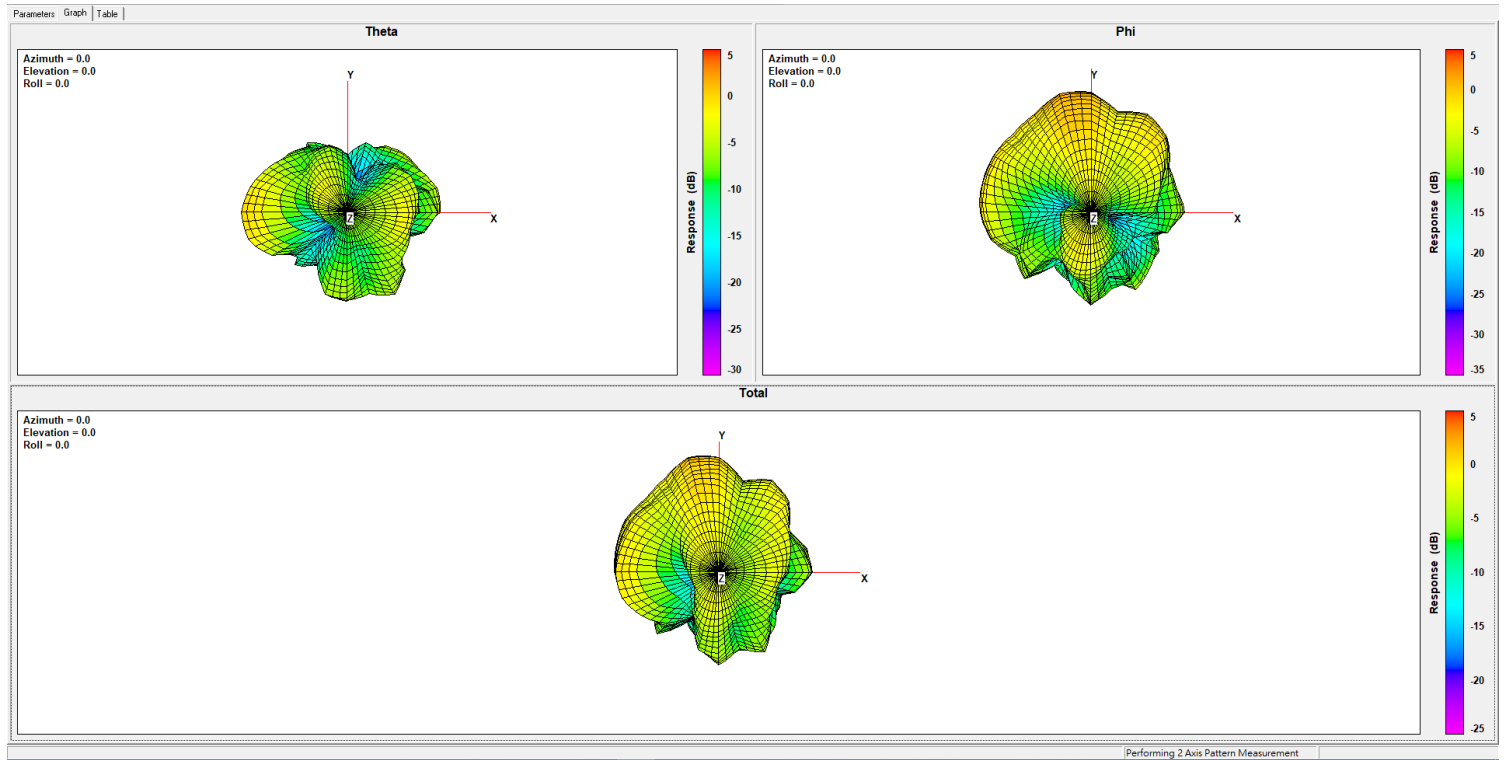 Parameters Graph Table
Theta
Azimuth = 0.0
Elevation = 0.0
Roll = 0.0
Y
X
Z
5
0
-5
-10
-15
-20
-25
-30
Response (dB)
Phi
Azimuth = 0.0
Elevation = 0.0
Roll = 0.0
Y
X
Z
5
0
-5
-10
-15
-20
-25
-30
-35
Response (dB)
Total
Azimuth = 0.0
Elevation = 0.0
Roll = 0.0
Y
X
Z
5
0
-5
-10
-15
-20
-25
Response (dB)
Performing 2 Axis Pattern Measurement